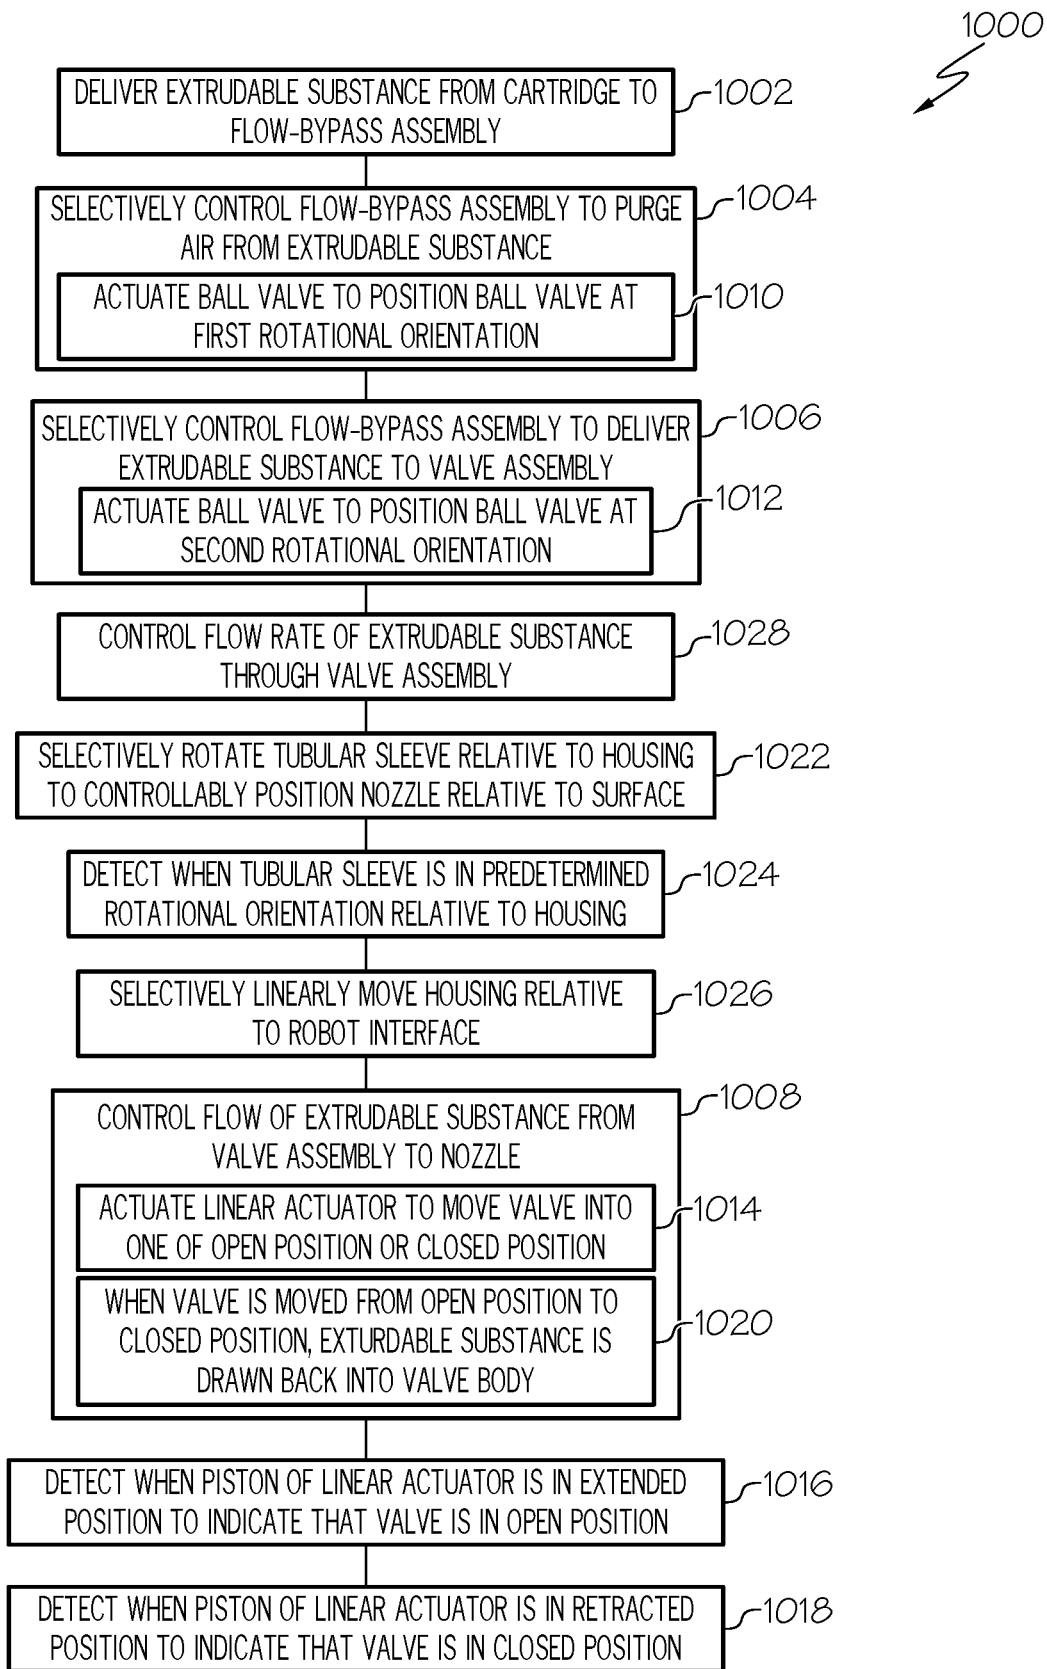 1000
DELIVER EXTRUDABLE SUBSTANCE FROM CARTRIDGE TO
FLOW-BYPASS ASSEMBLY
1002
SELECTIVELY CONTROL FLOW-BYPASS ASSEMBLY TO PURGE
AIR FROM EXTRUDABLE SUBSTANCE
1004
ACTUATE BALL VALVE TO POSITION BALL VALVE AT
FIRST ROTATIONAL ORIENTATION
1010
SELECTIVELY CONTROL FLOW-BYPASS ASSEMBLY TO DELIVER
EXTRUDABLE SUBSTANCE TO VALVE ASSEMBLY
1006
ACTUATE BALL VALVE TO POSITION BALL VALVE AT
SECOND ROTATIONAL ORIENTATION
1012
CONTROL FLOW RATE OF EXTRUDABLE SUBSTANCE
THROUGH VALVE ASSEMBLY
1028
SELECTIVELY ROTATE TUBULAR SLEEVE RELATIVE TO HOUSING
TO CONTROLLABLY POSITION NOZZLE RELATIVE TO SURFACE
1022
DETECT WHEN TUBULAR SLEEVE IS IN PREDETERMINED
ROTATIONAL ORIENTATION RELATIVE TO HOUSING
1024
SELECTIVELY LINEARLY MOVE HOUSING RELATIVE
TO ROBOT INTERFACE
1026
CONTROL FLOW OF EXTRUDABLE SUBSTANCE FROM
VALVE ASSEMBLY TO NOZZLE
1008
ACTUATE LINEAR ACTUATOR TO MOVE VALVE INTO
ONE OF OPEN POSITION OR CLOSED POSITION
1014
WHEN VALVE IS MOVED FROM OPEN POSITION TO
CLOSED POSITION, EXTURDABLE SUBSTANCE IS
DRAWN BACK INTO VALVE BODY
1020
DETECT WHEN PISTON OF LINEAR ACTUATOR IS IN EXTENDED
POSITION TO INDICATE THAT VALVE IS IN OPEN POSITION
1016
DETECT WHEN PISTON OF LINEAR ACTUATOR IS IN RETRACTED
POSITION TO INDICATE THAT VALVE IS IN CLOSED POSITION
1018